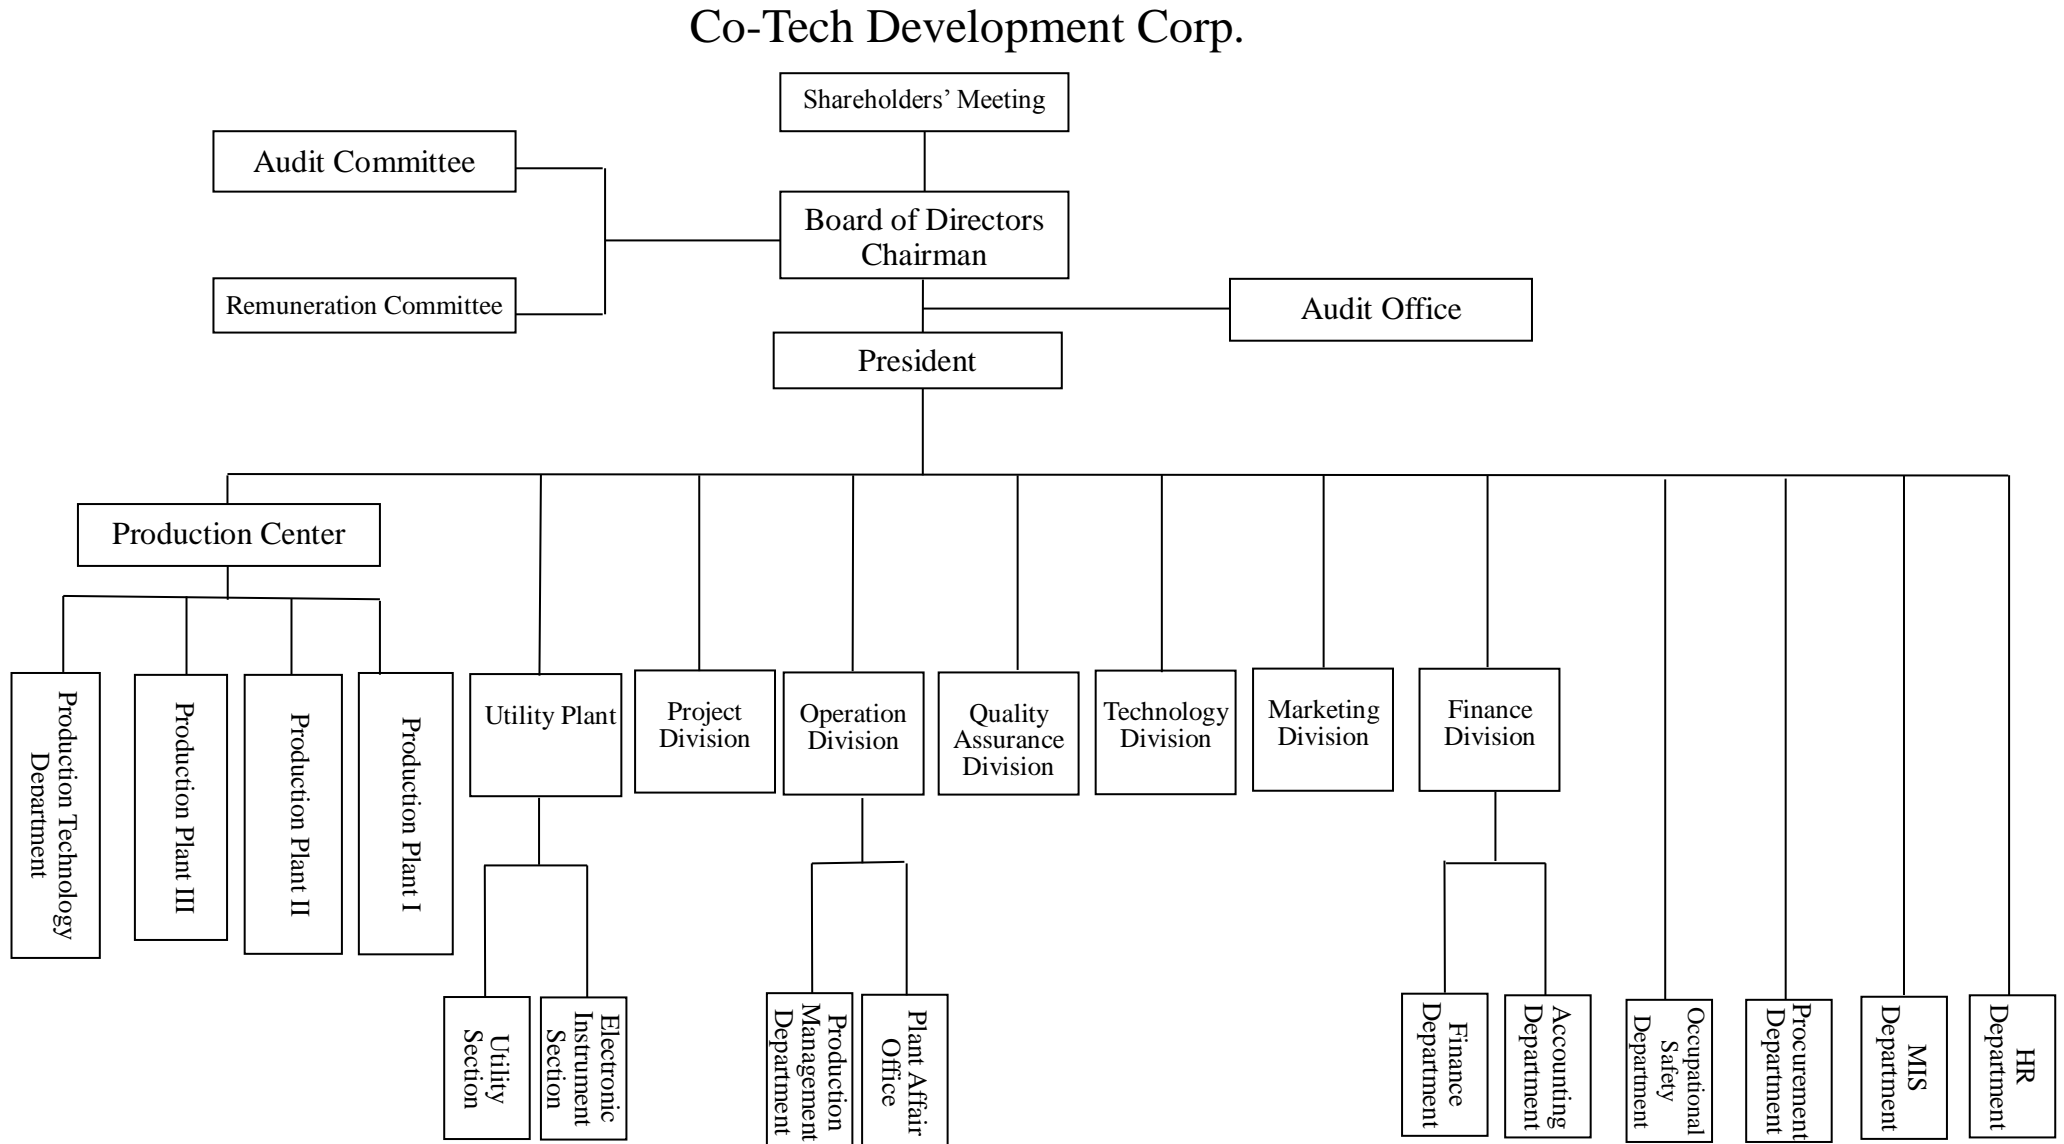 Co-Tech Development Corp.
Shareholders’ Meeting
Audit Committee
Board of Directors
Chairman
Remuneration Committee
Audit Office
President
Production Center
Production Technology
Department
Production Plant III
Production Plant II
Production Plant I
Utility Plant
Project
Division
Operation
Division
Quality
Assurance
Division
Technology
Division
Marketing
Division
Finance
Division
Utility
Section
Electronic
Instrument
Section
Production
Management
Department
Plant Affair
Office
Finance
Department
Accounting
Department
Occupational
Safety
Department
Procurement
Department
MIS
Department
HR
Department